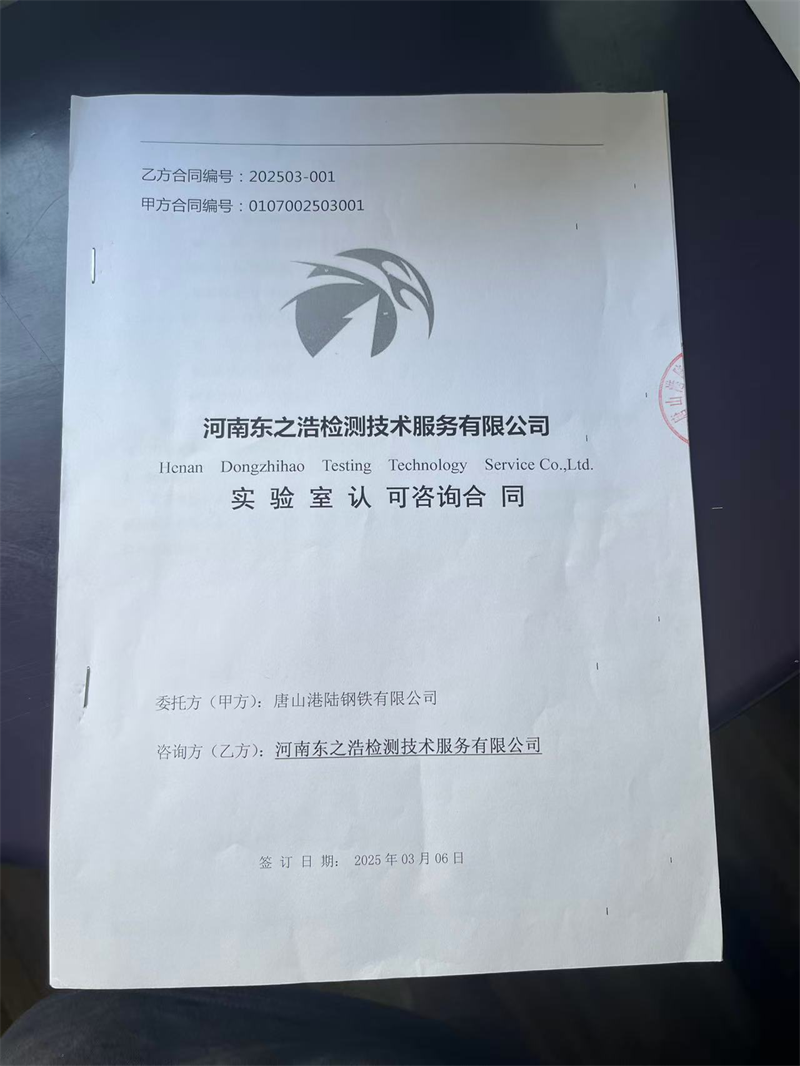 乙方合同编号：202503-001
甲方合同编号：0107002503001
河南东之浩检测技术服务有限公司
Henan Dongzhihao Testing Technology Service Co.,Ltd.
实 验 室 认 可咨询合 同
委托方（甲方）：唐山港陆钢铁有限公司
咨询方（乙方）：河南东之浩检测技术服务有限公司
签 订 日 期： 2025 年 03 月 06 日
唐山港陆